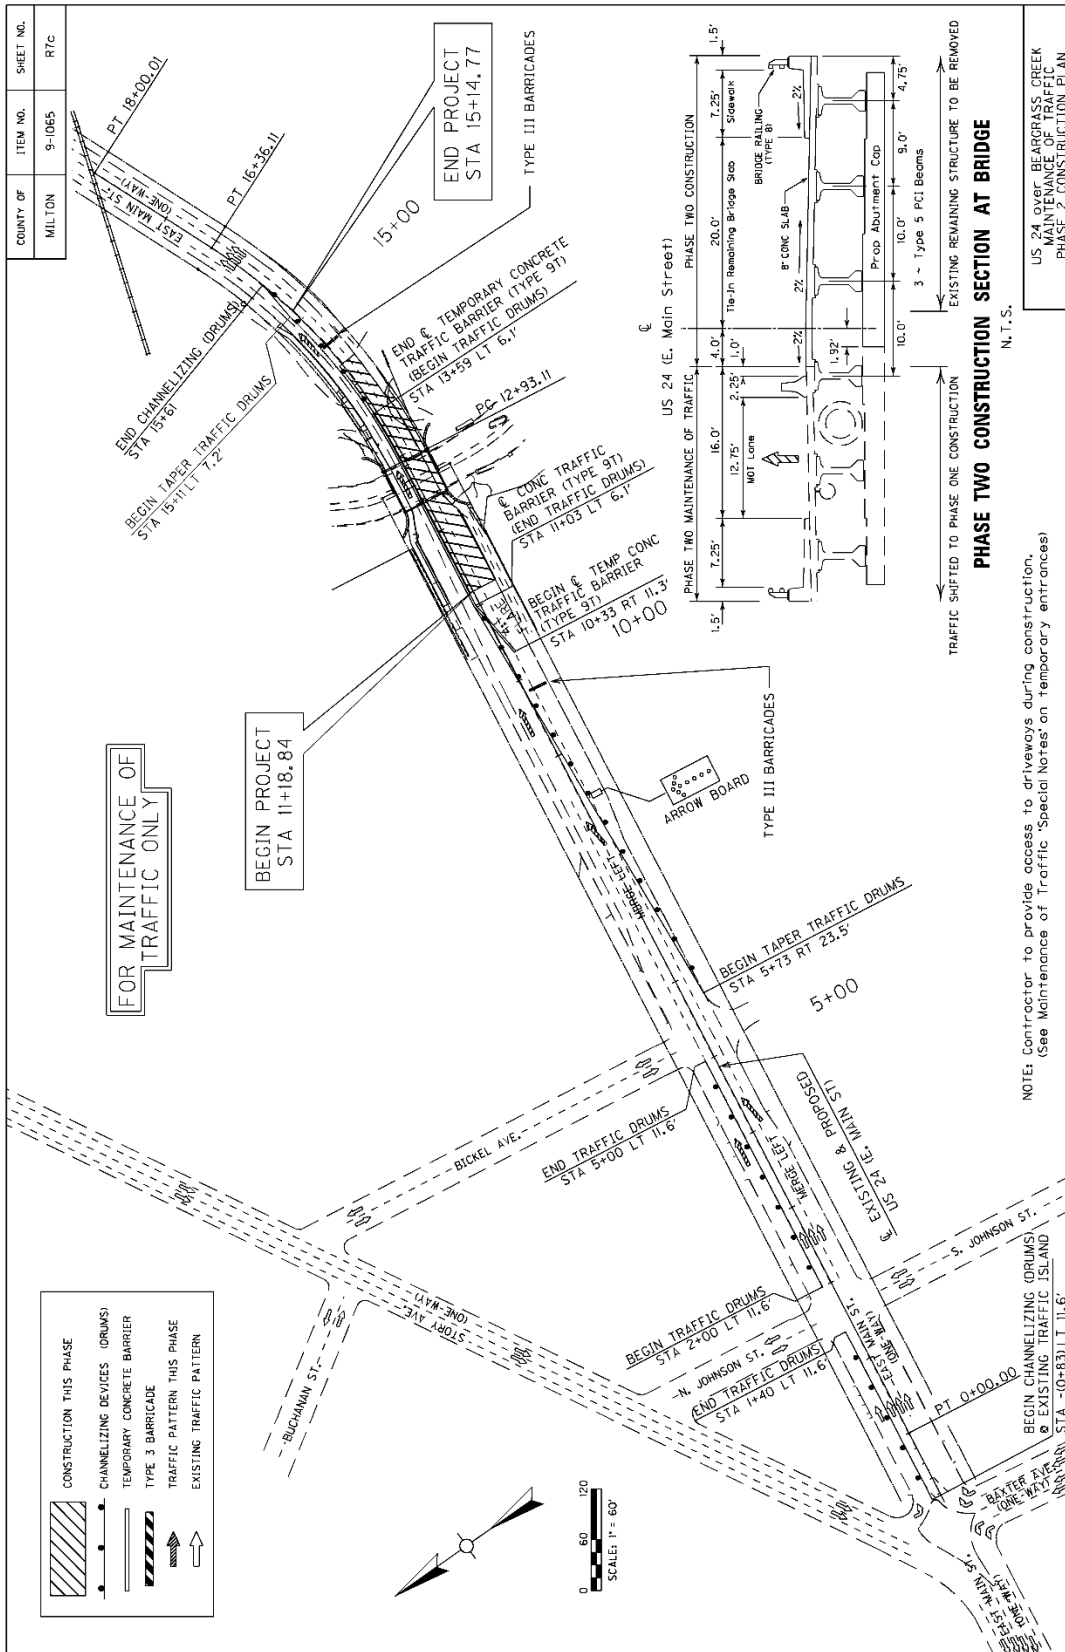 COUNTY OF
ITEM NO.
SHEET NO.
MILTON
9-1065
R7c
FOR MAINTENANCE OF
TRAFFIC ONLY
CONSTRUCTION THIS PHASE
CHANNELIZING DEVICES (DRUMS)
TEMPORARY CONCRETE BARRIER
TYPE 3 BARRICADE
TRAFFIC PATTERN THIS PHASE
EXISTING TRAFFIC PATTERN
0
60
120
SCALE: 1" = 60'
EAST MAIN ST.
(ONE-WAY)
BAXTER AVE.
(ONE-WAY)
BEGIN CHANNELIZING (DRUMS)
@ EXISTING TRAFFIC ISLAND
STA -(0+83) LT 11.6'
PT 0+00.00
EAST MAIN ST.
(ONE-WAY)
END TRAFFIC DRUMS
STA 1+40 LT 11.6'
N. JOHNSON ST.
BEGIN TRAFFIC DRUMS
STA 2+00 LT 11.6'
S. JOHNSON ST.
STORY AVE.
(ONE-WAY)
BUCHANAN ST.
BICKEL AVE.
MERGE LEFT
℄ EXISTING & PROPOSED
US 24 (E. MAIN ST)
END TRAFFIC DRUMS
STA 5+00 LT 11.6'
5+00
BEGIN TAPER TRAFFIC DRUMS
STA 5+73 RT 23.5'
MERGE LEFT
ARROW BOARD
TYPE III BARRICADES
BEGIN PROJECT
STA 11+18.84
10+00
BEGIN ℄ TEMP CONC
TRAFFIC BARRIER
(TYPE 9T)
STA 10+33 RT 11.3'
℄ CONC TRAFFIC
BARRIER (TYPE 9T)
(END TRAFFIC DRUMS)
STA 11+03 LT 6.1'
PC 12+93.11
END ℄ TEMPORARY CONCRETE
TRAFFIC BARRIER (TYPE 9T)
(BEGIN TRAFFIC DRUMS)
STA 13+59 LT 6.1'
BEGIN TAPER TRAFFIC DRUMS
STA 15+11 LT 7.2'
END CHANNELIZING (DRUMS)
STA 15+61
15+00
END PROJECT
STA 15+14.77
TYPE III BARRICADES
PT 16+36.11
EAST MAIN ST.
(ONE-WAY)
PT 18+00.01
℄
US 24 (E. Main Street)
PHASE TWO MAINTENANCE OF TRAFFIC
PHASE TWO CONSTRUCTION
1.5'
7.25'
16.0'
4.0'
20.0'
7.25'
1.5'
12.75'
2.25'
1.0'
MOT Lane
Tie-In Remaining Bridge Slab
Sidewalk
BRIDGE RAILING
(TYPE 8)
8" CONC SLAB
2%
2%
2%
1.92'
Prop Abutment Cap
10.0'
10.0'
9.0'
4.75'
3 ~ Type 5 PCI Beams
TRAFFIC SHIFTED TO PHASE ONE CONSTRUCTION
EXISTING REMAINING STRUCTURE TO BE REMOVED
PHASE TWO CONSTRUCTION SECTION AT BRIDGE
N.T.S.
NOTE: Contractor to provide access to driveways during construction.
(See Maintenance of Traffic "Special Notes" on temporary entrances)
US 24 over BEARGRASS CREEK
MAINTENANCE OF TRAFFIC
PHASE 2 CONSTRUCTION PLAN